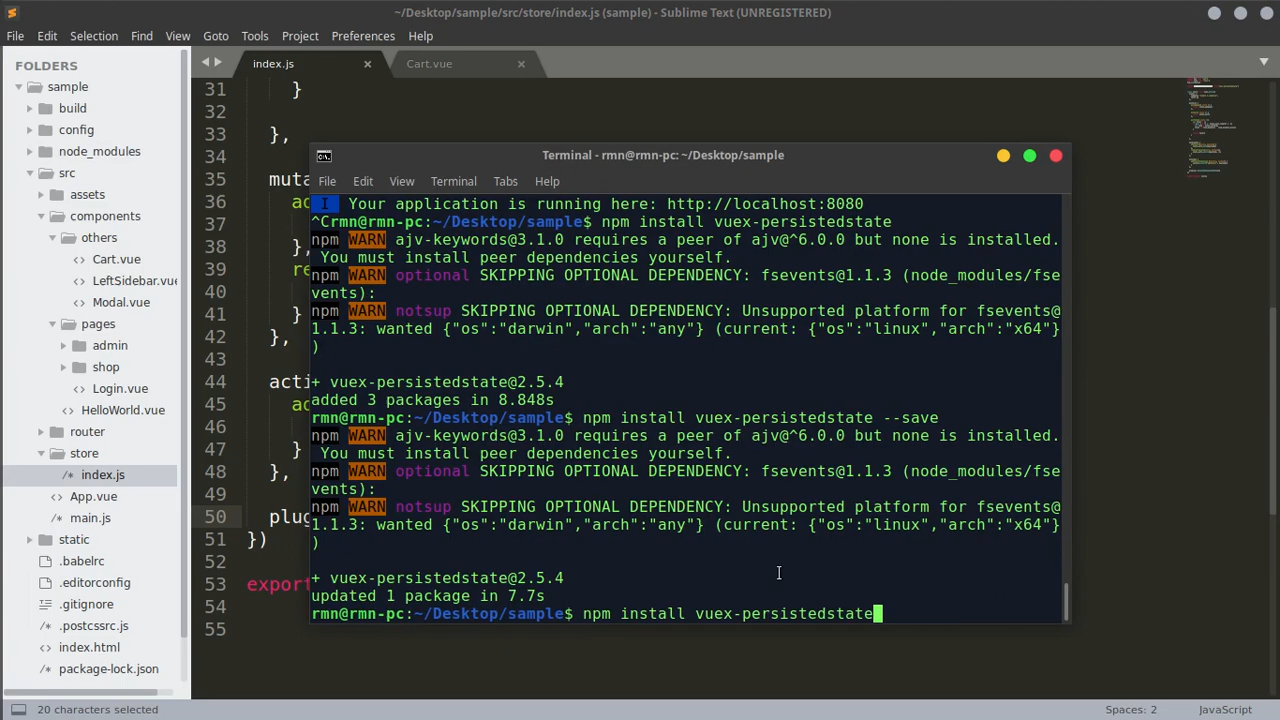 ~/Desktop/sample/src/store/index.js (sample) - Sublime Text (UNREGISTERED)
File Edit Selection Find View Goto Tools Project Preferences Help
FOLDERS
sample
build
config
node_modules
src
assets
components
others
Cart.vue
LeftSidebar.vue
Modal.vue
pages
admin
shop
Login.vue
HelloWorld.vue
router
store
index.js
App.vue
main.js
static
.babelrc
.editorconfig
.gitignore
.postcssrc.js
index.html
package-lock.json
index.js Cart.vue
31 }
32
33 },
34
35 muta
36 ad
37
38 },
39 re
40
41 }
42 },
43
44 acti
45 ad
46
47 }
48 },
49
50 plug
51 })
52
53 export
54
55
Terminal - rmn@rmn-pc: ~/Desktop/sample
File Edit View Terminal Tabs Help
I Your application is running here: http://localhost:8080
^Crmn@rmn-pc:~/Desktop/sample$ npm install vuex-persistedstate
npm WARN ajv-keywords@3.1.0 requires a peer of ajv@^6.0.0 but none is installed.
You must install peer dependencies yourself.
npm WARN optional SKIPPING OPTIONAL DEPENDENCY: fsevents@1.1.3 (node_modules/fse
vents):
npm WARN notsup SKIPPING OPTIONAL DEPENDENCY: Unsupported platform for fsevents@
1.1.3: wanted {"os":"darwin","arch":"any"} (current: {"os":"linux","arch":"x64"}
)
+ vuex-persistedstate@2.5.4
added 3 packages in 8.848s
rmn@rmn-pc:~/Desktop/sample$ npm install vuex-persistedstate --save
npm WARN ajv-keywords@3.1.0 requires a peer of ajv@^6.0.0 but none is installed.
You must install peer dependencies yourself.
npm WARN optional SKIPPING OPTIONAL DEPENDENCY: fsevents@1.1.3 (node_modules/fse
vents):
npm WARN notsup SKIPPING OPTIONAL DEPENDENCY: Unsupported platform for fsevents@
1.1.3: wanted {"os":"darwin","arch":"any"} (current: {"os":"linux","arch":"x64"}
)
+ vuex-persistedstate@2.5.4
updated 1 package in 7.7s
rmn@rmn-pc:~/Desktop/sample$ npm install vuex-persistedstate
20 characters selected
Spaces: 2 JavaScript